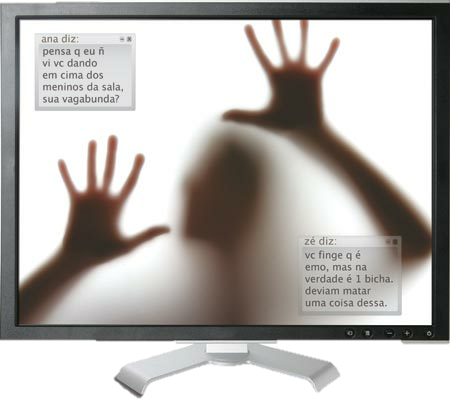 ana diz:
pensa q eu ñ
vi vc dando
em cima dos
meninos da sala,
sua vagabunda?
zé diz:
vc finge q é
emo, mas na
verdade é 1 bicha.
deviam matar
uma coisa dessa.